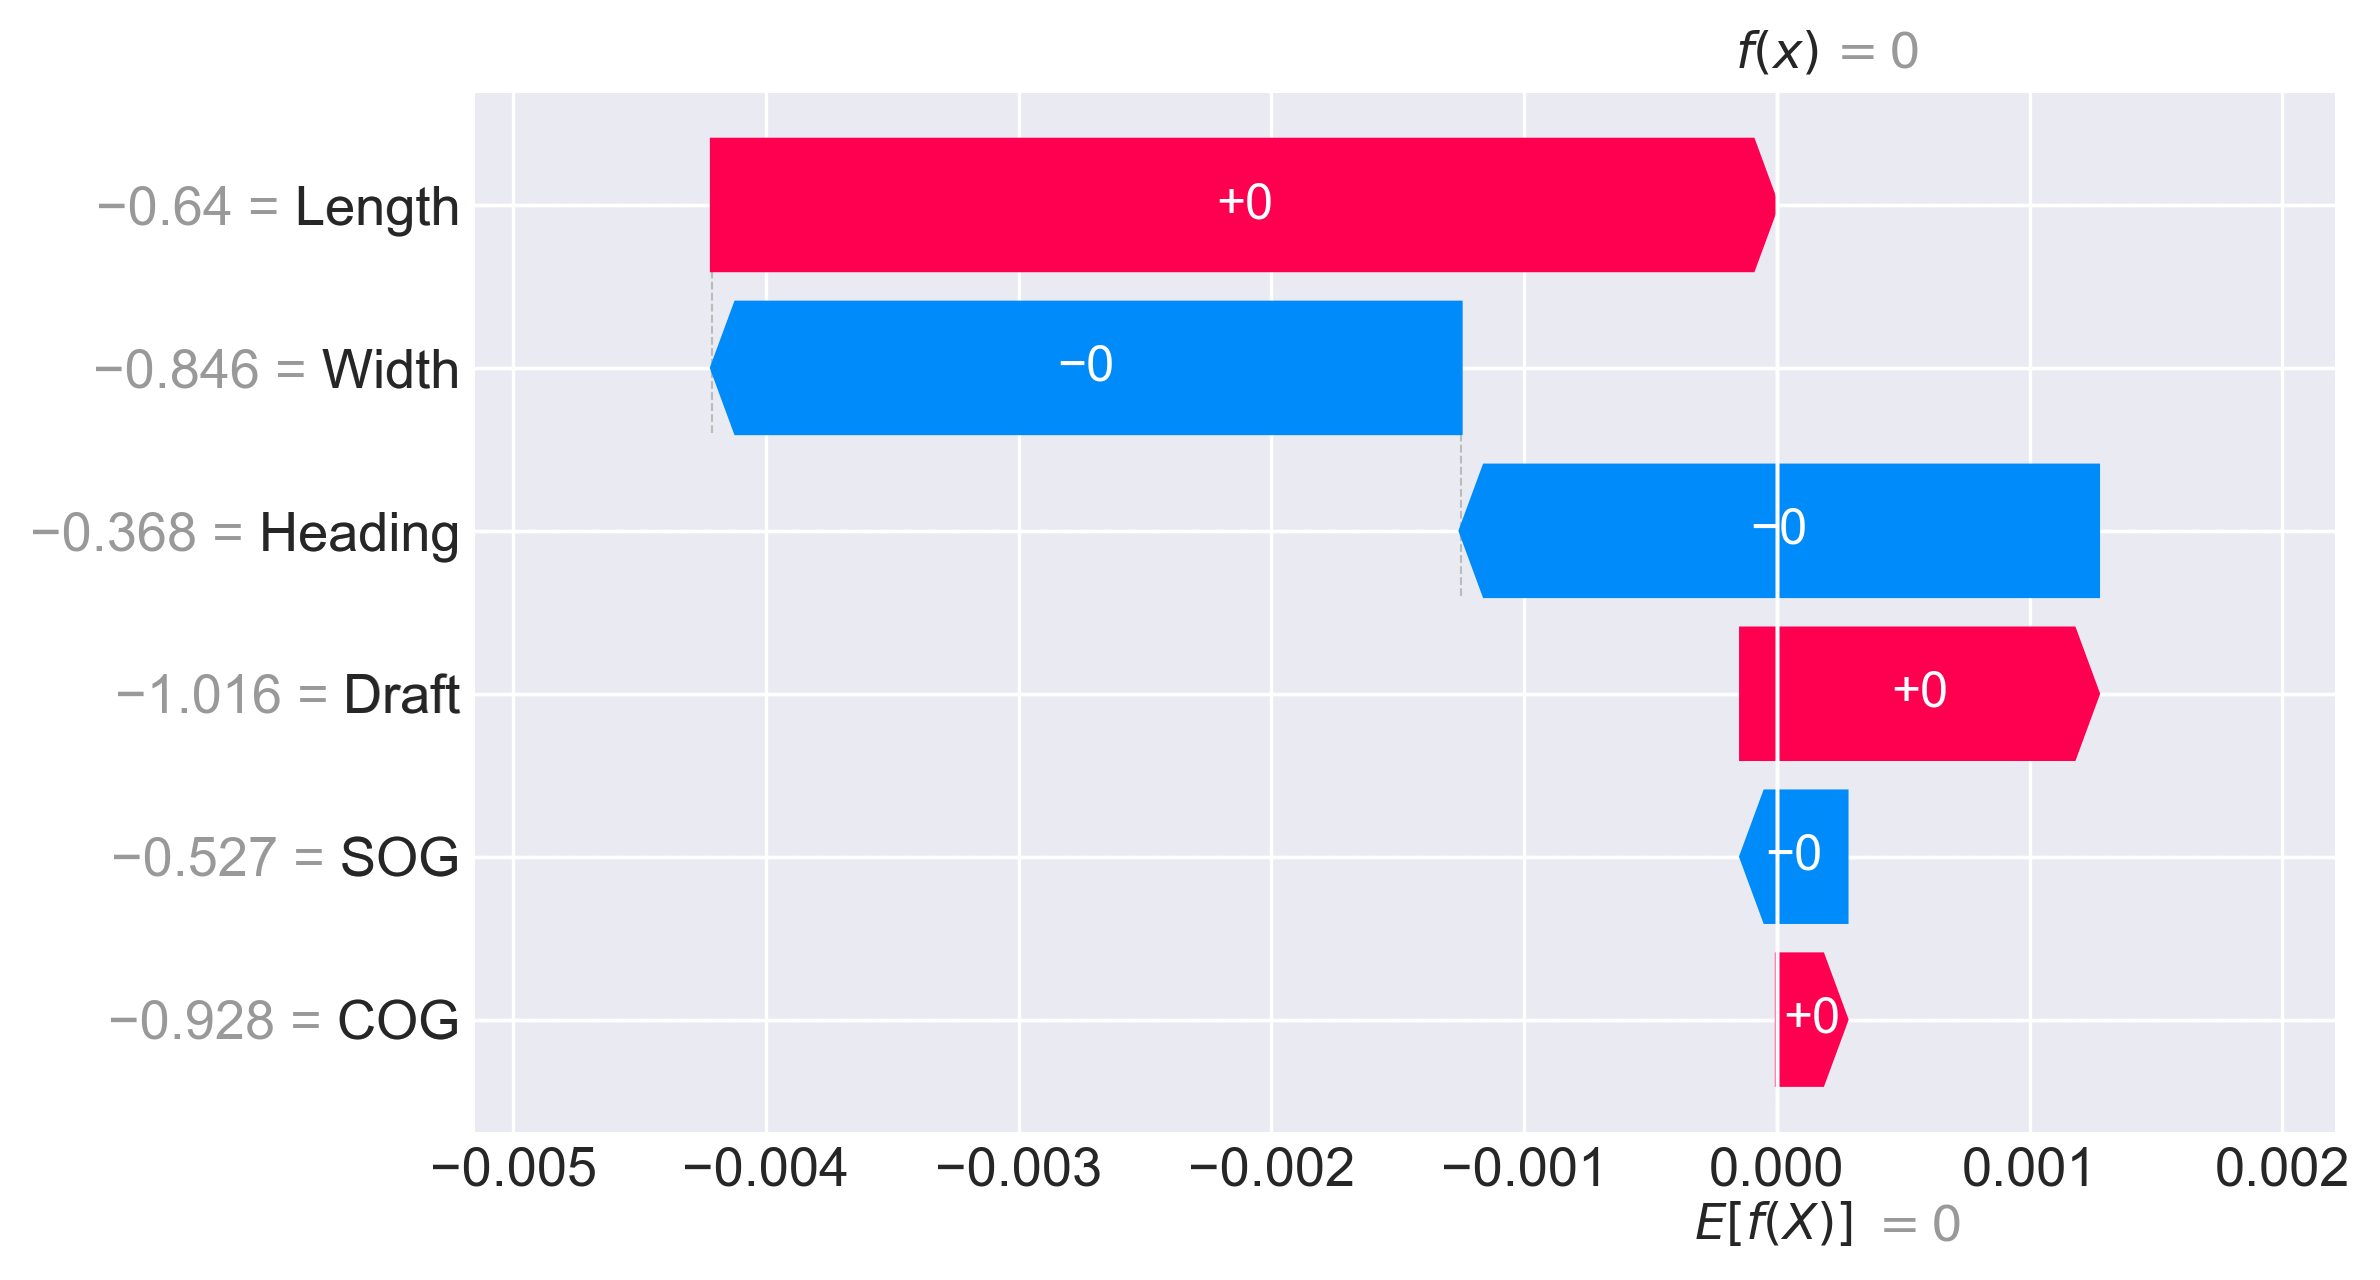 f(x) = 0
−0.64 = Length
+0
−0.846 = Width
−0
−0.368 = Heading
−0
−1.016 = Draft
+0
−0.527 = SOG
−0
−0.928 = COG
+0
−0.005 −0.004 −0.003 −0.002 −0.001 0.000 0.001 0.002
E[f(X)] = 0